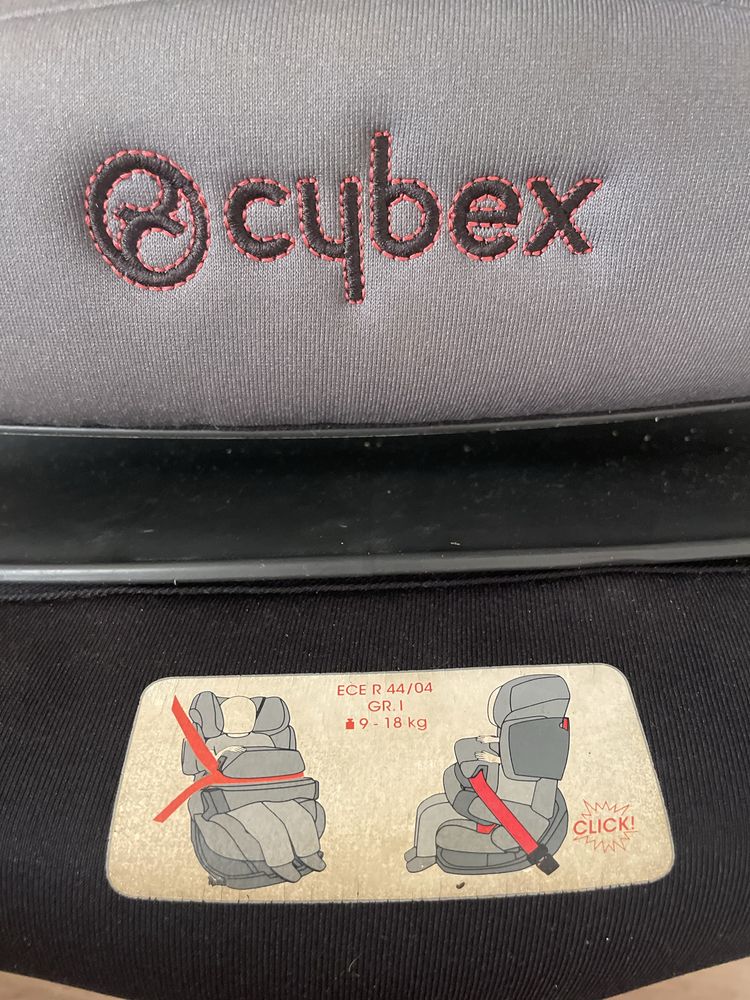 cybex
ECE R 44/04
GR. I
9 - 18 kg
CLICK!